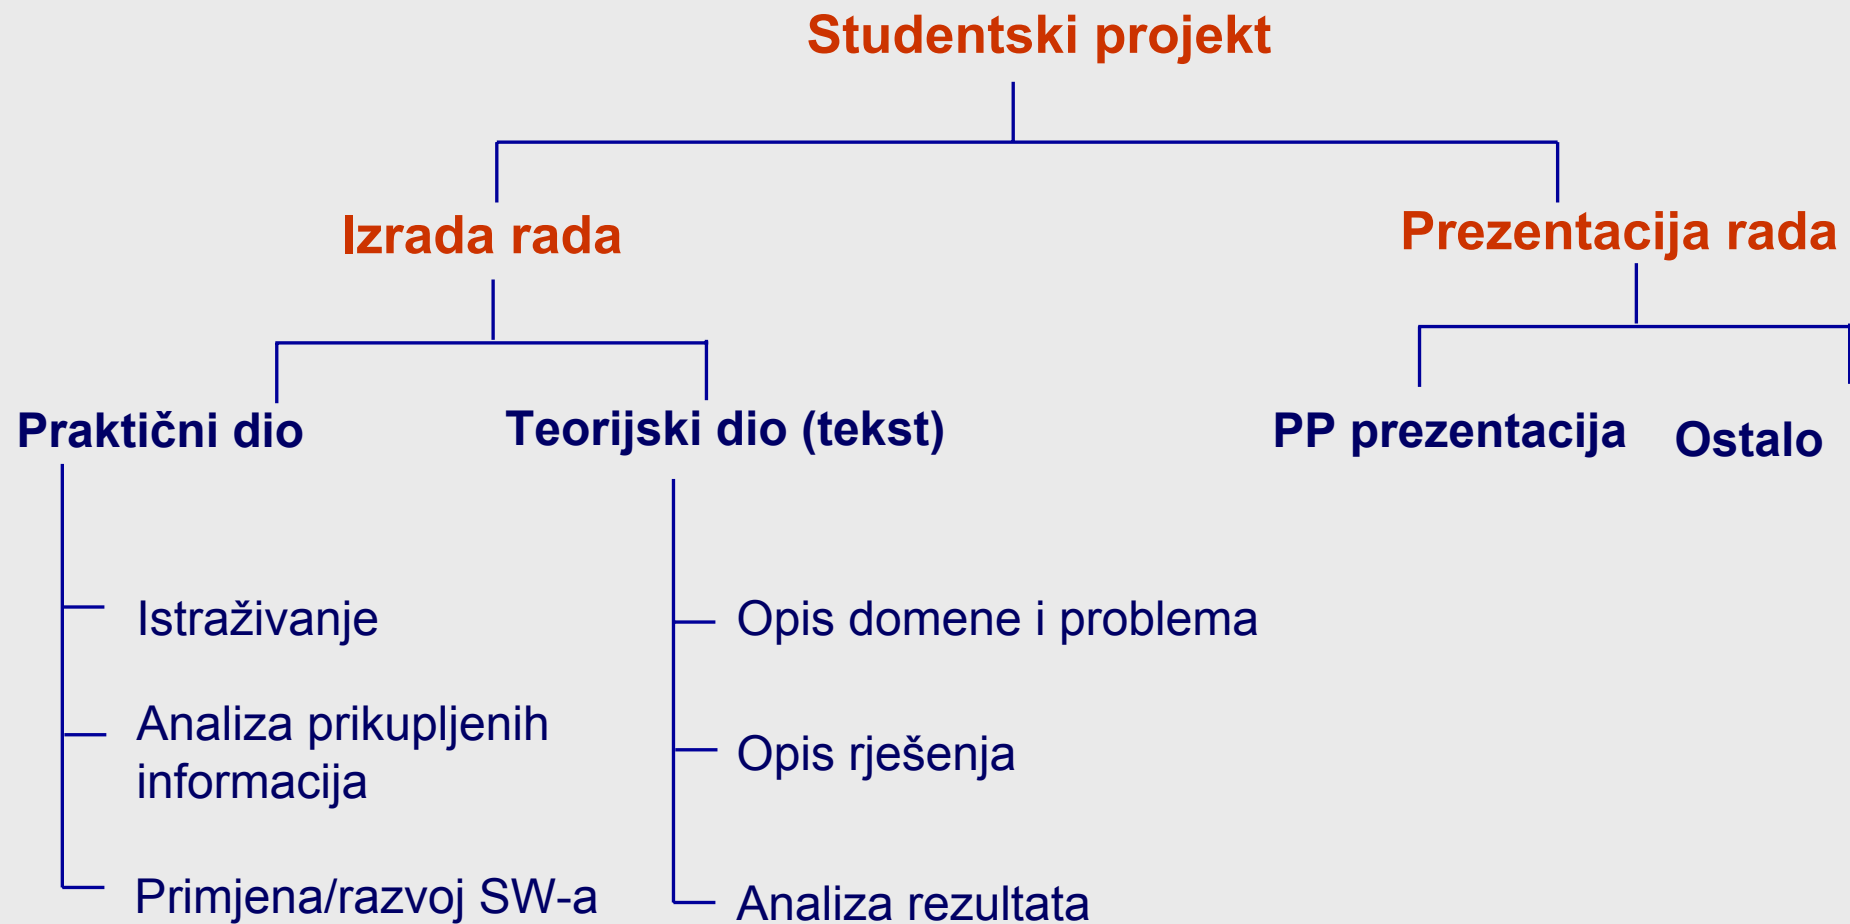 Studentski projekt
Izrada rada
Prezentacija rada
Praktični dio
Teorijski dio (tekst)
PP prezentacija
Ostalo
Istraživanje
Analiza prikupljenih
informacija
Primjena/razvoj SW-a
Opis domene i problema
Opis rješenja
Analiza rezultata